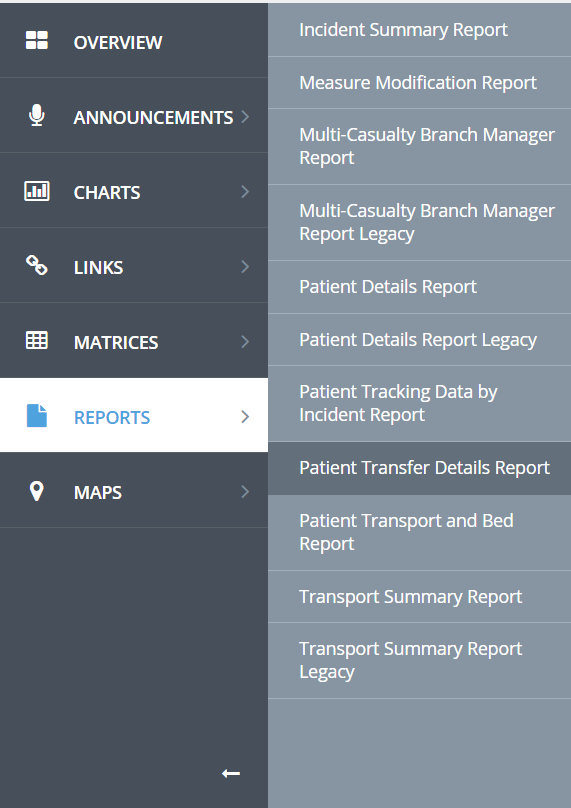 OVERVIEW
ANNOUNCEMENTS
CHARTS
LINKS
MATRICES
REPORTS
MAPS
Incident Summary Report
Measure Modification Report
Multi-Casualty Branch Manager
Report
Multi-Casualty Branch Manager
Report Legacy
Patient Details Report
Patient Details Report Legacy
Patient Tracking Data by
Incident Report
Patient Transfer Details Report
Patient Transport and Bed
Report
Transport Summary Report
Transport Summary Report
Legacy